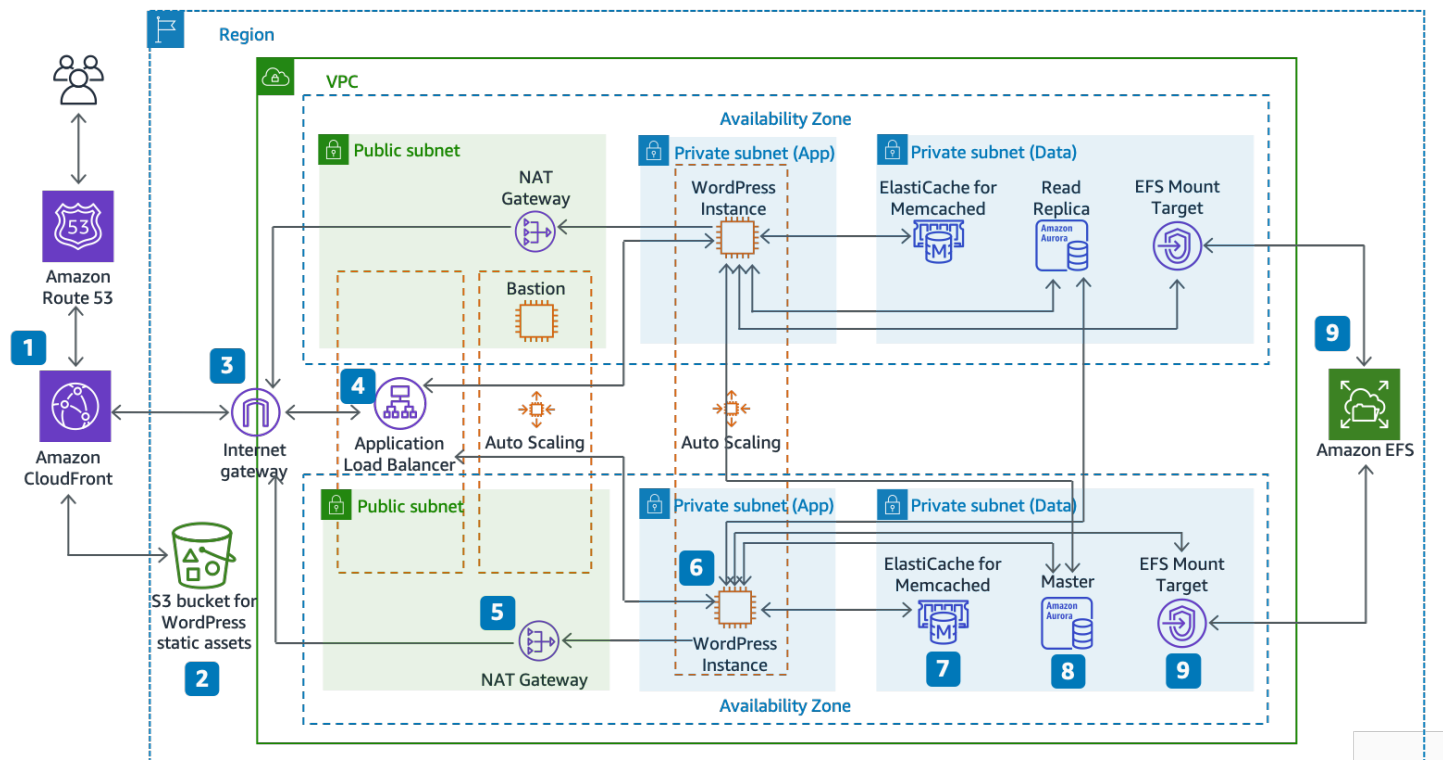 Region
VPC
Availability Zone
Public subnet
Private subnet (App)
Private subnet (Data)
NAT
Gateway
WordPress
Instance
ElastiCache for
Memcached
Read
Replica
Amazon
Aurora
EFS Mount
Target
53
Amazon
Route 53
Bastion
1
3
4
9
Amazon
CloudFront
Internet
gateway
Application
Load Balancer
Auto Scaling
Auto Scaling
Amazon EFS
Public subnet
Private subnet (App)
Private subnet (Data)
S3 bucket for
WordPress
static assets
2
5
NAT Gateway
6
WordPress
Instance
ElastiCache for
Memcached
M
7
Master
Amazon
Aurora
8
EFS Mount
Target
9
Availability Zone
M